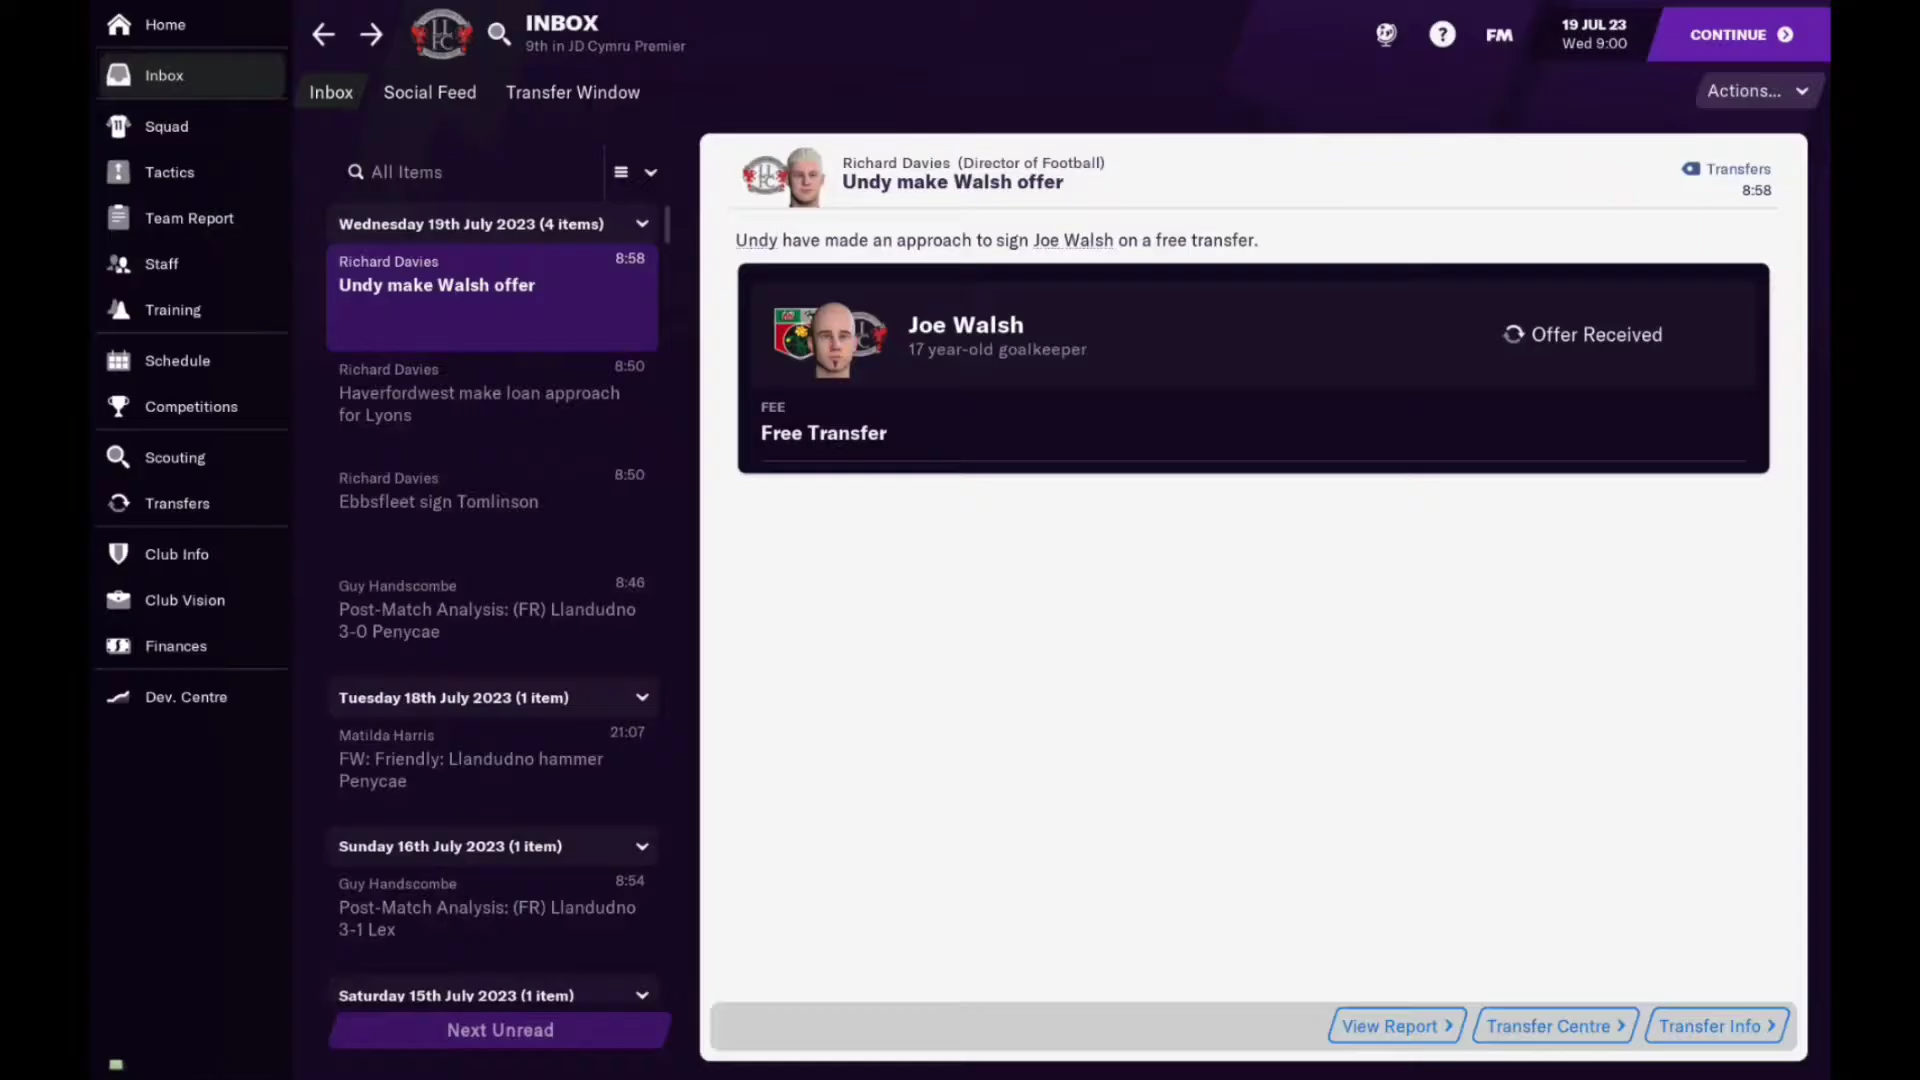 Home
Inbox
Squad
Tactics
Team Report
Staff
Training
Schedule
Competitions
Scouting
Transfers
Club Info
Club Vision
Finances
Dev. Centre
INBOX
9th in JD Cymru Premier
FM
19 JUL 23
Wed 9:00
CONTINUE
Inbox
Social Feed
Transfer Window
Actions...
All Items
Wednesday 19th July 2023 (4 items)
Richard Davies 8:58
Undy make Walsh offer
Richard Davies 8:50
Haverfordwest make loan approach
for Lyons
Richard Davies 8:50
Ebbsfleet sign Tomlinson
Guy Handscombe 8:46
Post-Match Analysis: (FR) Llandudno
3-0 Penycae
Tuesday 18th July 2023 (1 item)
Matilda Harris 21:07
FW: Friendly: Llandudno hammer
Penycae
Sunday 16th July 2023 (1 item)
Guy Handscombe 8:54
Post-Match Analysis: (FR) Llandudno
3-1 Lex
Saturday 15th July 2023 (1 item)
Next Unread
Richard Davies (Director of Football)
Undy make Walsh offer
Transfers
8:58
Undy have made an approach to sign Joe Walsh on a free transfer.
Joe Walsh
17 year-old goalkeeper
Offer Received
FEE
Free Transfer
View Report
Transfer Centre
Transfer Info